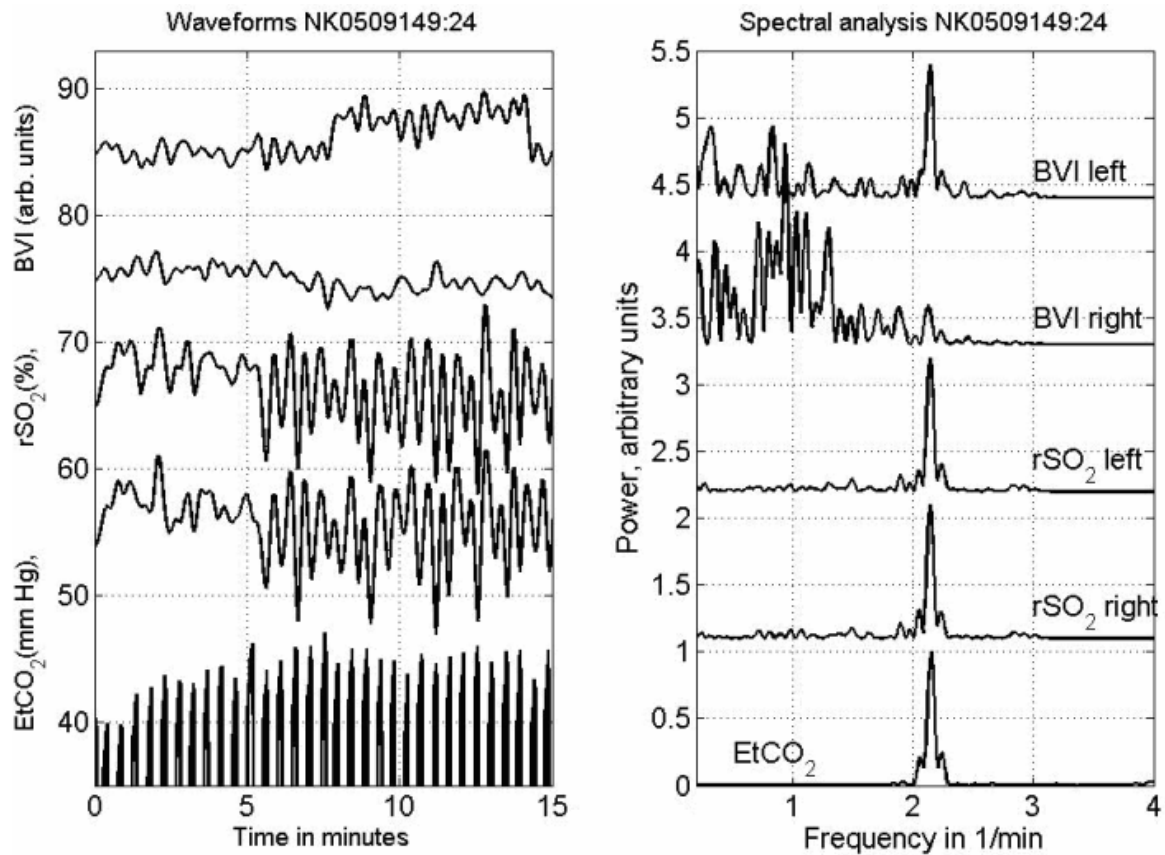 Waveforms NK0509149:24
BVI (arb. units)
rSO₂(%),
EtCO₂(mm Hg),
90
80
70
60
50
40
0 5 10 15
Time in minutes
Spectral analysis NK0509149:24
Power, arbitrary units
5.5
5
4.5
4
3.5
3
2.5
2
1.5
1
0.5
0
BVI left
BVI right
rSO₂ left
rSO₂ right
EtCO₂
1 2 3 4
Frequency in 1/min